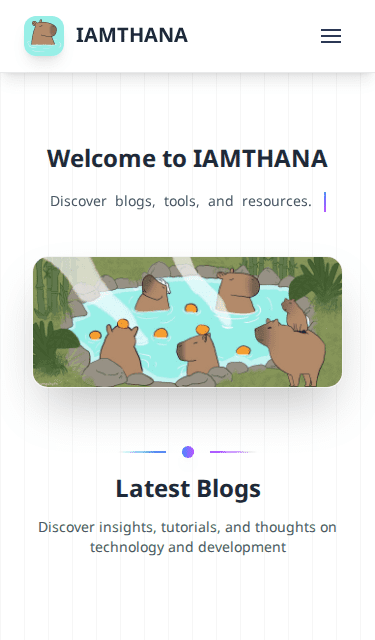 IAMTHANA
Welcome to IAMTHANA
Discover blogs, tools, and resources.
Latest Blogs
Discover insights, tutorials, and thoughts on
technology and development